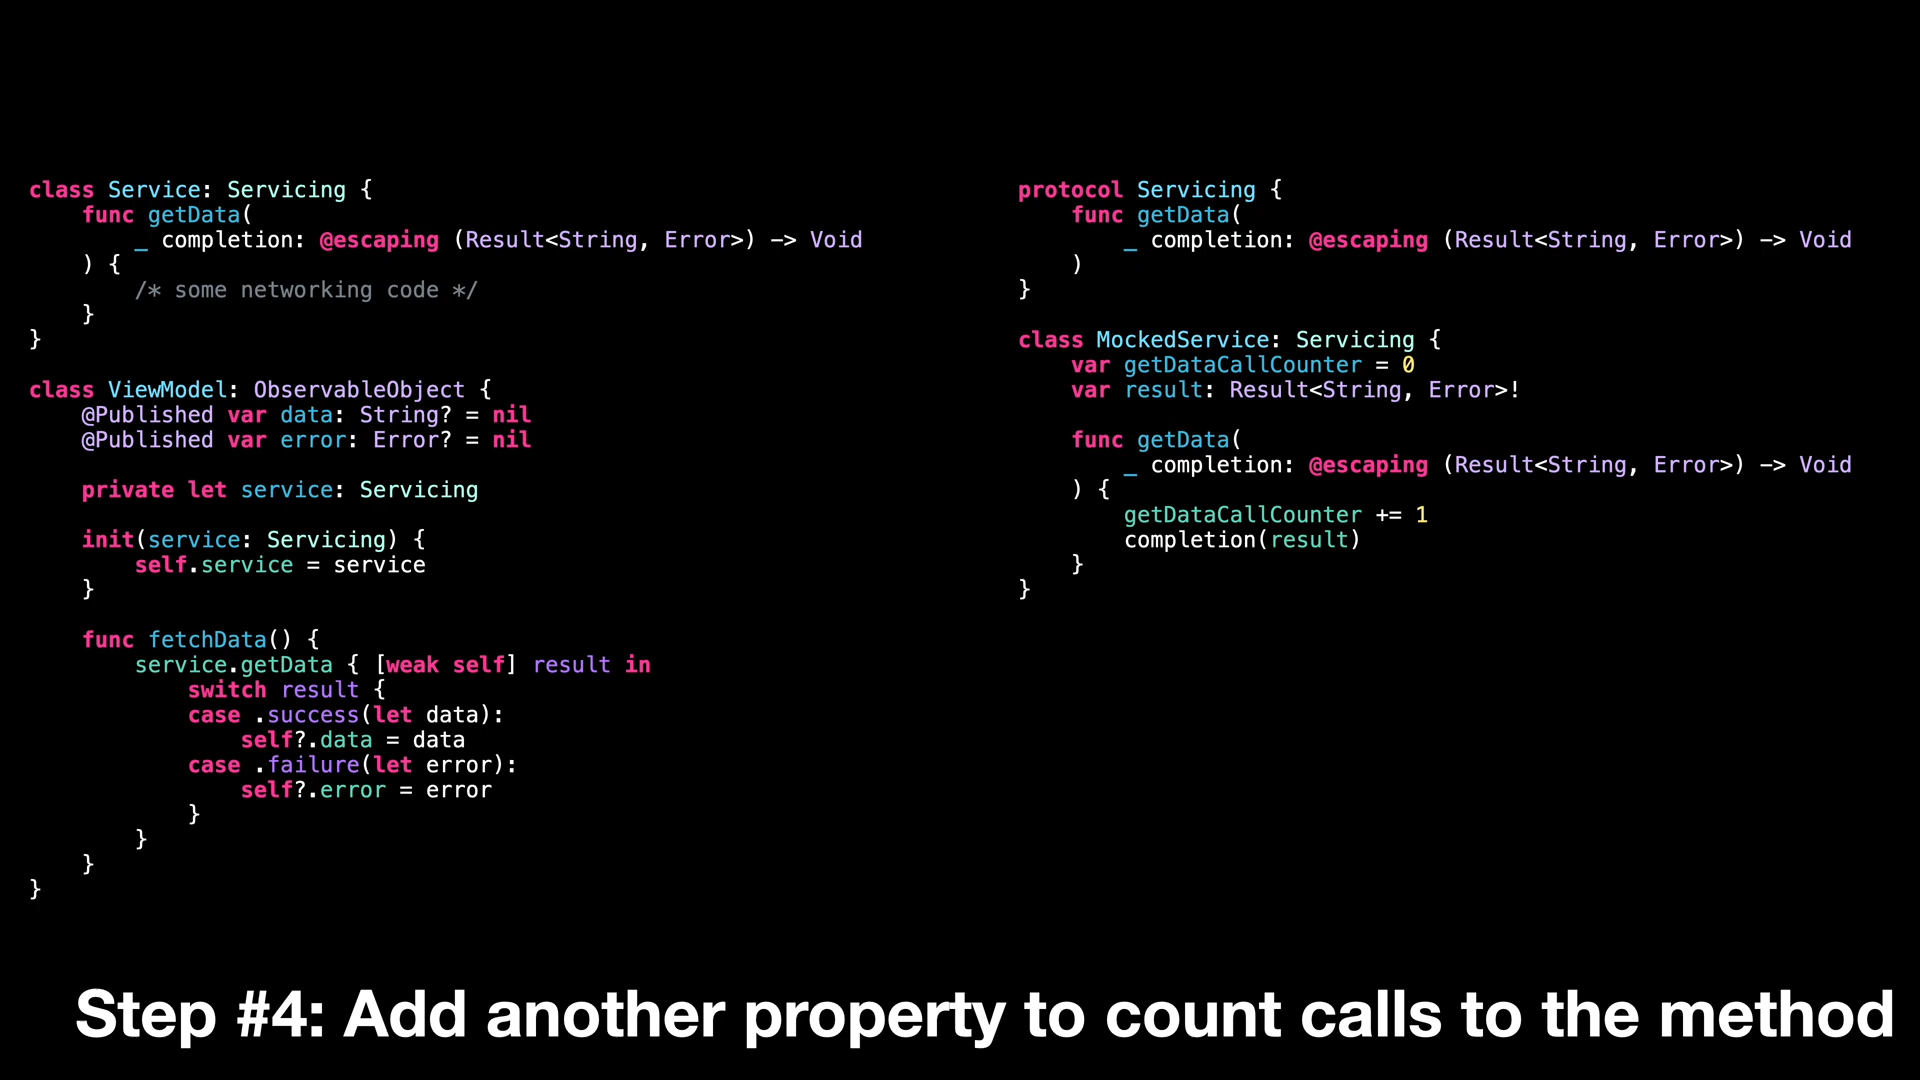 class Service: Servicing {
    func getData(
        _ completion: @escaping (Result<String, Error>) -> Void
    ) {
        /* some networking code */
    }
}

class ViewModel: ObservableObject {
    @Published var data: String? = nil
    @Published var error: Error? = nil

    private let service: Servicing

    init(service: Servicing) {
        self.service = service
    }

    func fetchData() {
        service.getData { [weak self] result in
            switch result {
            case .success(let data):
                self?.data = data
            case .failure(let error):
                self?.error = error
            }
        }
    }
}

protocol Servicing {
    func getData(
        _ completion: @escaping (Result<String, Error>) -> Void
    )
}

class MockedService: Servicing {
    var getDataCallCounter = 0
    var result: Result<String, Error>!

    func getData(
        _ completion: @escaping (Result<String, Error>) -> Void
    ) {
        getDataCallCounter += 1
        completion(result)
    }
}

Step #4: Add another property to count calls to the method